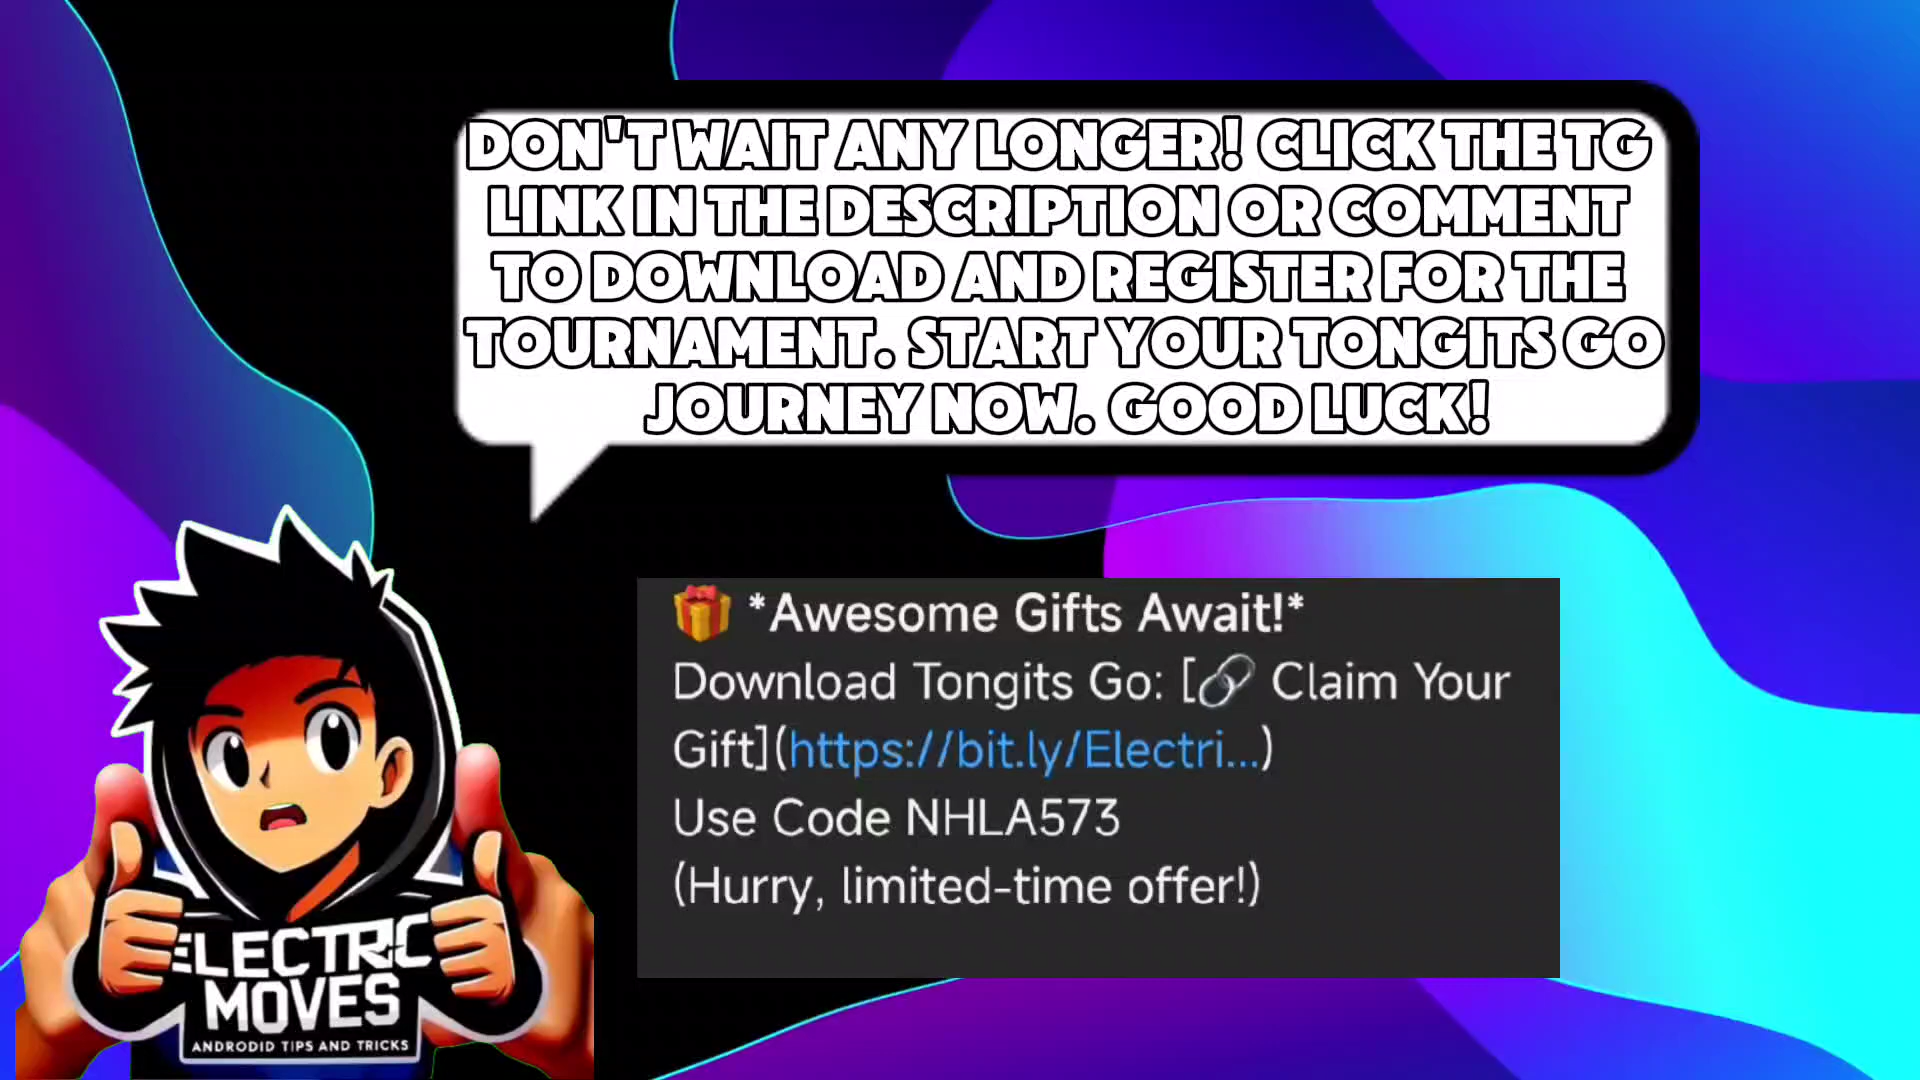 DON'T WAIT ANY LONGER! CLICK THE TG
LINK IN THE DESCRIPTION OR COMMENT
TO DOWNLOAD AND REGISTER FOR THE
TOURNAMENT. START YOUR TONGITS GO
JOURNEY NOW. GOOD LUCK!
🎁 *Awesome Gifts Await!*
Download Tongits Go: [🔗 Claim Your
Gift](https://bit.ly/Electri...)
Use Code NHLA573
(Hurry, limited-time offer!)
ELECTRIC
MOVES
ANDRODID TIPS AND TRICKS